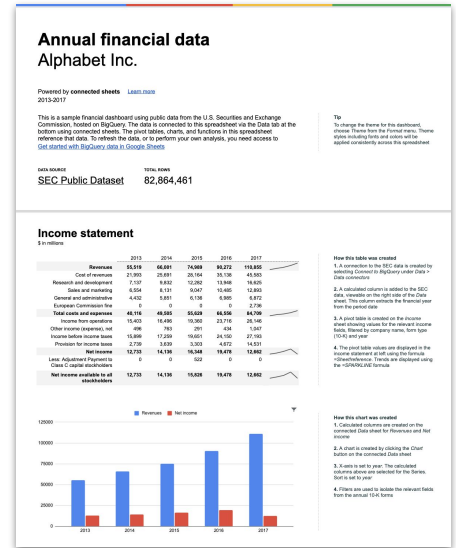 Annual financial data
Alphabet Inc.
Powered by connected sheets Learn more
2013-2017
This is a sample financial dashboard using public data from the U.S. Securities and Exchange
Commission, hosted on BigQuery. The data is connected to this spreadsheet via the Data tab at the
bottom using connected sheets. The pivot tables, charts, and functions in this spreadsheet
reference that data. To refresh the data, or to perform your own analysis, you need access to
Get started with BigQuery data in Google Sheets
Tip
To change the theme for this dashboard,
choose Theme from the Format menu. Theme
styles including fonts and colors will be
applied consistently across this spreadsheet
DATA SOURCE TOTAL ROWS
SEC Public Dataset 82,864,461
Income statement
$ in millions
2013 2014 2015 2016 2017
Revenues 55,519 66,001 74,989 90,272 110,855
Cost of revenues 21,993 25,691 28,164 35,138 45,583
Research and development 7,137 9,832 12,282 13,948 16,625
Sales and marketing 6,554 8,131 9,047 10,485 12,893
General and administrative 4,432 5,851 6,136 6,985 6,872
European Commission fine 0 0 0 0 2,736
Total costs and expenses 40,116 49,505 55,629 66,556 84,709
Income from operations 15,403 16,496 19,360 23,716 26,146
Other income (expense), net 496 763 291 434 1,047
Income before income taxes 15,899 17,259 19,651 24,150 27,193
Provision for income taxes 2,739 3,639 3,303 4,672 14,531
Net income 12,733 14,136 16,348 19,478 12,662
Less: Adjustment Payment to
Class C capital stockholders 0 0 522 0 0
Net income available to all
stockholders 12,733 14,136 15,826 19,478 12,662
How this table was created
1. A connection to the SEC data is created by
selecting Connect to BigQuery under Data >
Data connectors
2. A calculated column is added to the SEC
data, viewable on the right side of the Data
sheet. This column extracts the financial year
from the period data
3. A pivot table is created on the income
sheet showing values for the relevant income
fields, filtered by company name, form type
(10-K) and year
4. The pivot table values are displayed in the
income statement at left using the formula
=Sheetreference. Trends are displayed using
the =SPARKLINE formula
Revenues Net income
125000
100000
75000
50000
25000
0
2013 2014 2015 2016 2017
How this chart was created
1. Calculated columns are created on the
connected Data sheet for Revenues and Net
income
2. A chart is created by clicking the Chart
button on the connected Data sheet
3. X-axis is set to year. The calculated
columns above are selected for the Series.
Sort is set to year
4. Filters are used to isolate the relevant fields
from the annual 10-K forms